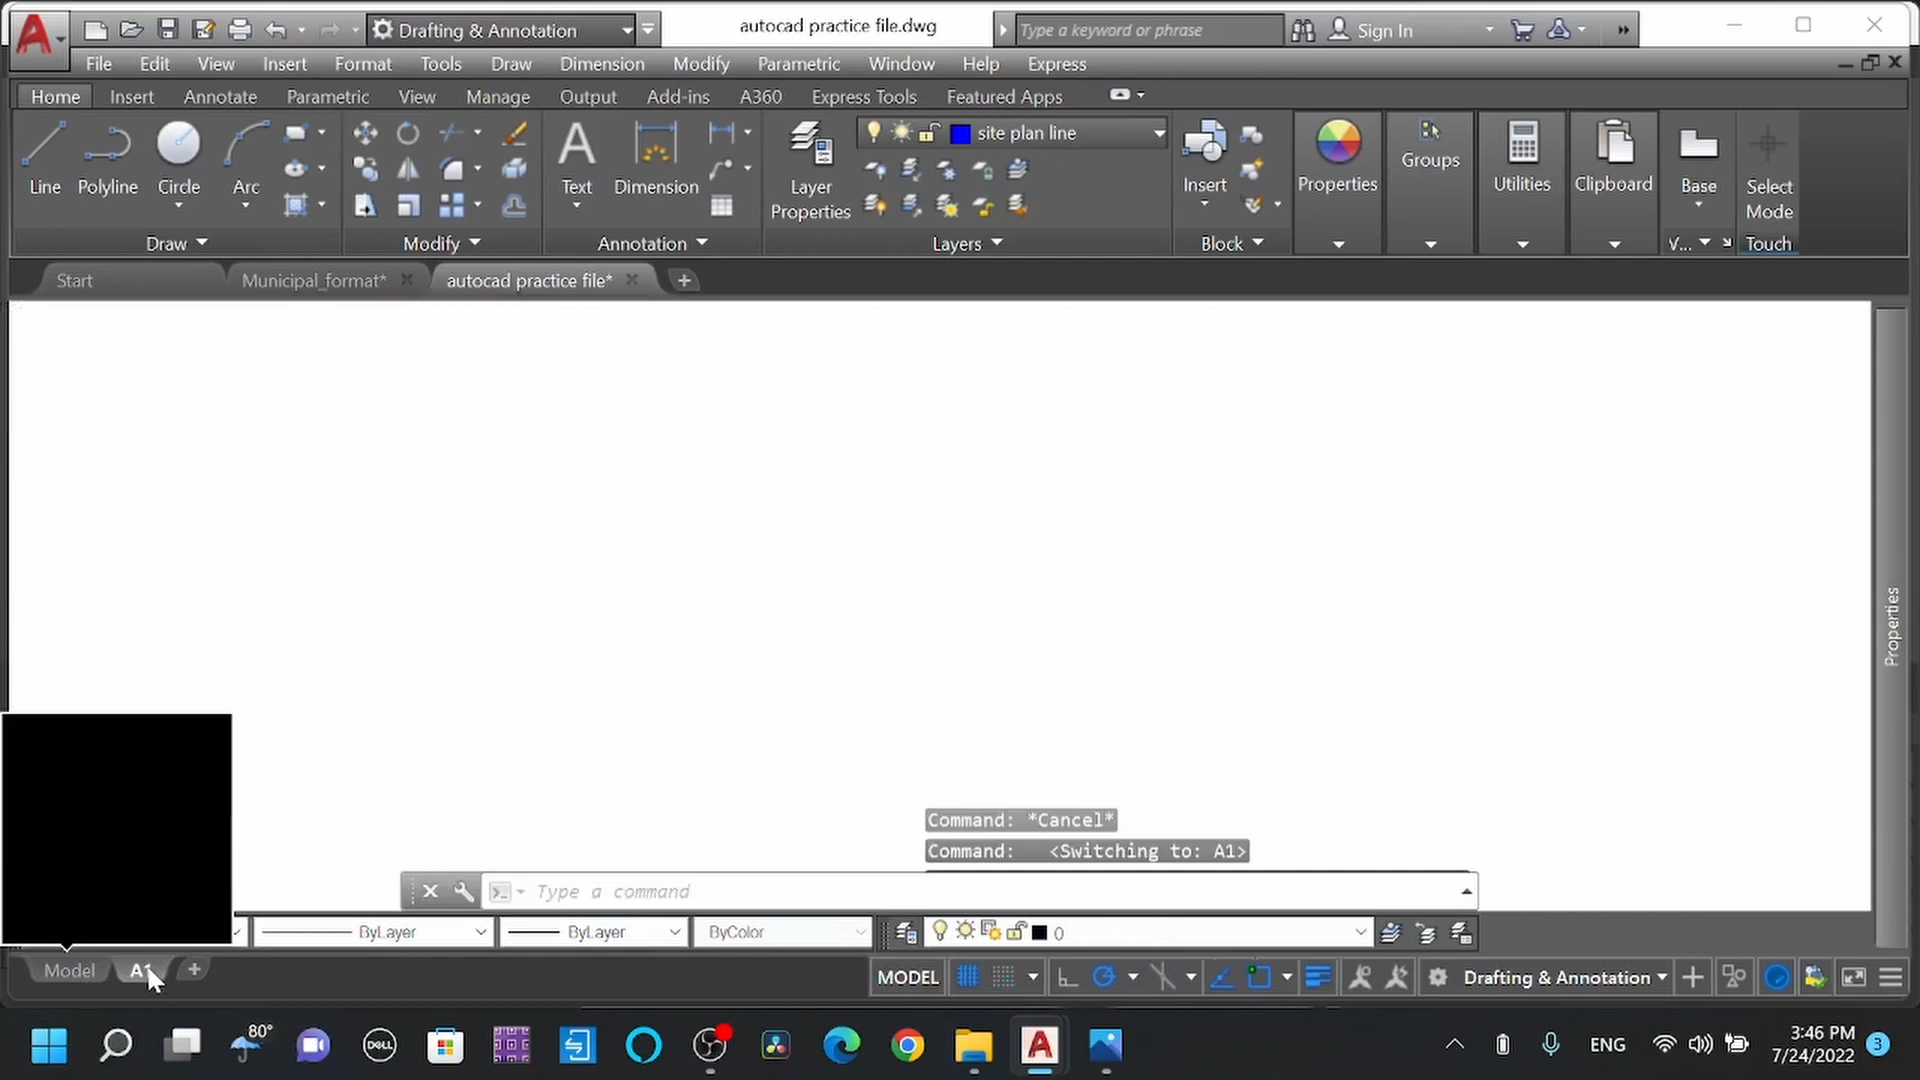 Drafting & Annotation
autocad practice file.dwg
Type a keyword or phrase
Sign In
File Edit View Insert Format Tools Draw Dimension Modify Parametric Window Help Express
Home Insert Annotate Parametric View Manage Output Add-ins A360 Express Tools Featured Apps
Line Polyline Circle Arc
Text Dimension
Layer Properties
site plan line
Insert
Properties
Groups
Utilities
Clipboard
Base
Select Mode
Draw Modify Annotation Layers Block V... Touch
Start Municipal_format* autocad practice file*
Properties
Command: *Cancel*
Command: <Switching to: A1>
Type a command
ByLayer ByLayer ByColor 0
Model A1
MODEL Drafting & Annotation
80°
DELL
ENG
3:46 PM
7/24/2022
3